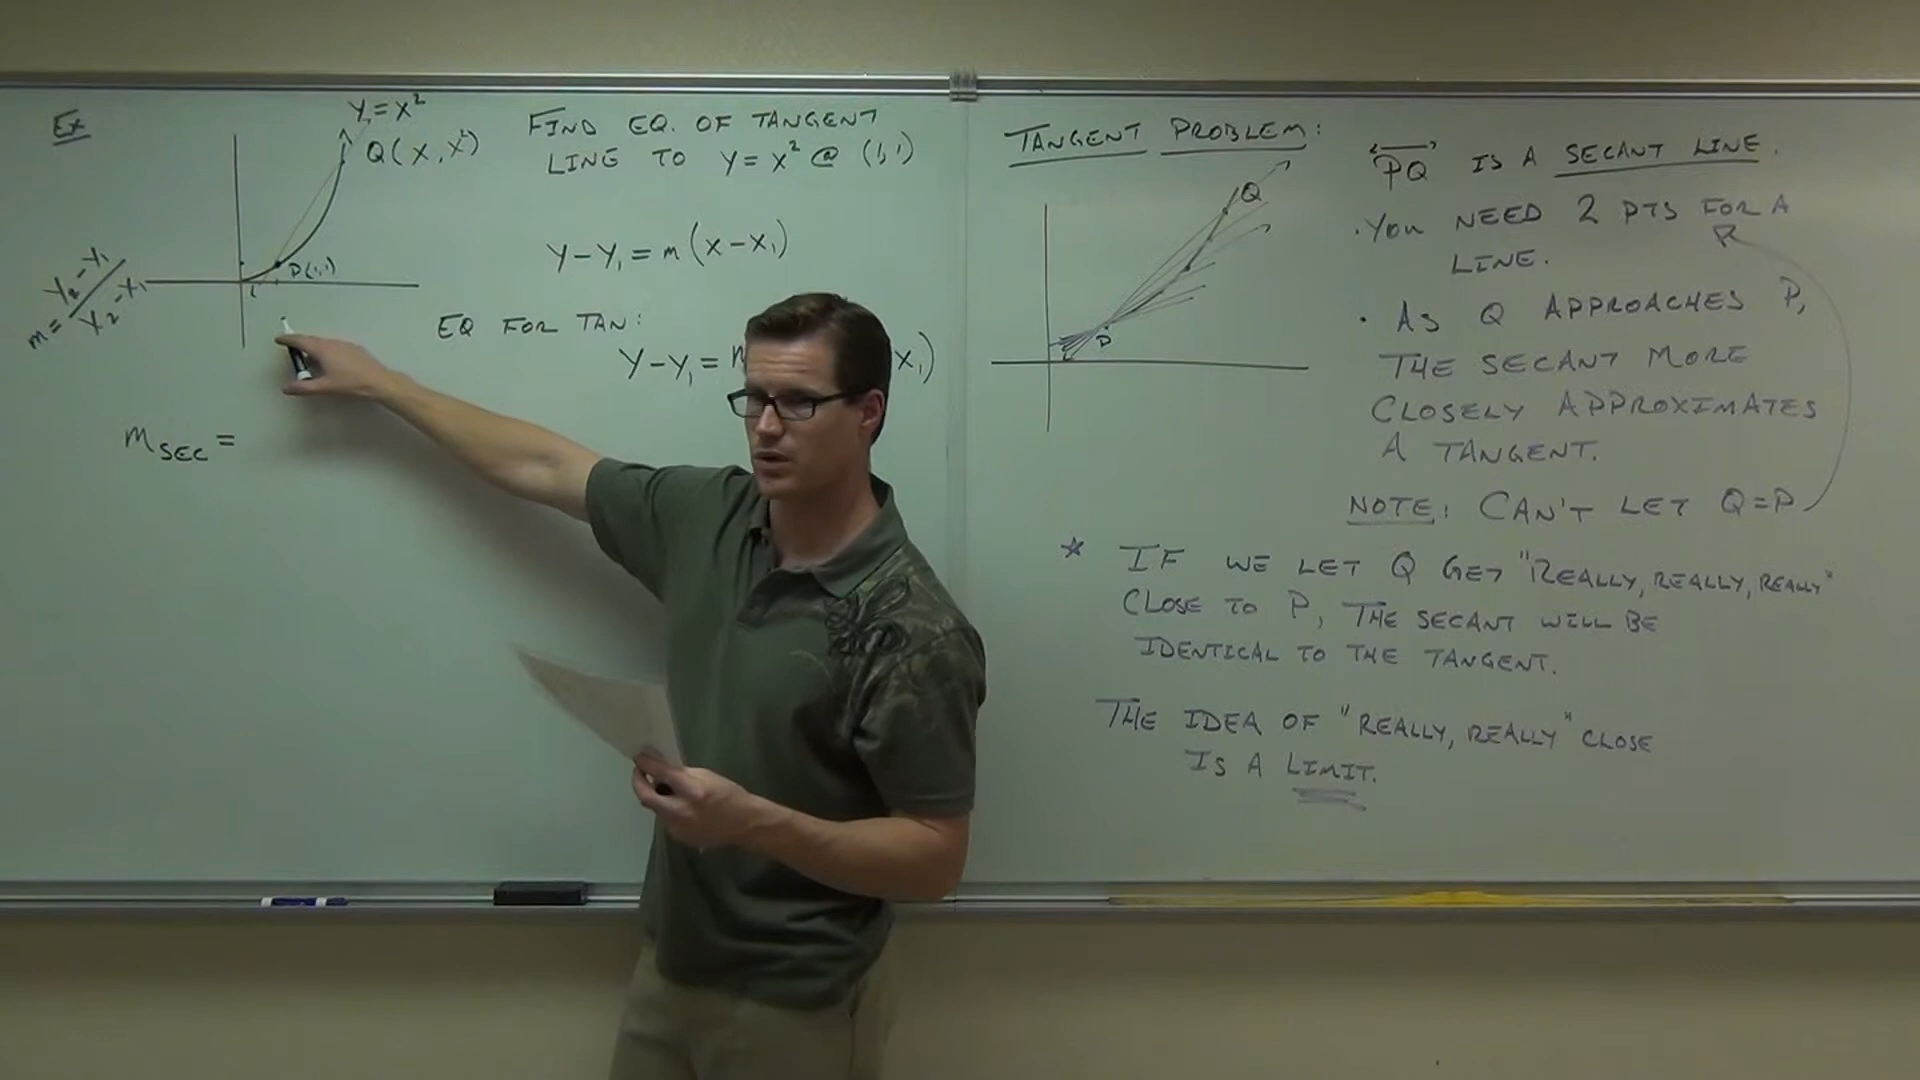 Ex
y = x²
Q(x, x²)
P(1,1)
1
m = y₂ - y₁ / x₂ - x₁
m SEC =
FIND EQ. OF TANGENT
LINE TO y = x² @ (1,1)
y - y₁ = m(x - x₁)
EQ FOR TAN:
y - y₁ = m x₁)
TANGENT PROBLEM:
Q
P
PQ IS A SECANT LINE.
· YOU NEED 2 PTS FOR A
LINE.
· AS Q APPROACHES P,
THE SECANT MORE
CLOSELY APPROXIMATES
A TANGENT.
NOTE: CAN'T LET Q=P
* IF WE LET Q GET "REALLY, REALLY, REALLY"
CLOSE TO P, THE SECANT WILL BE
IDENTICAL TO THE TANGENT.
THE IDEA OF "REALLY, REALLY" CLOSE
IS A LIMIT.